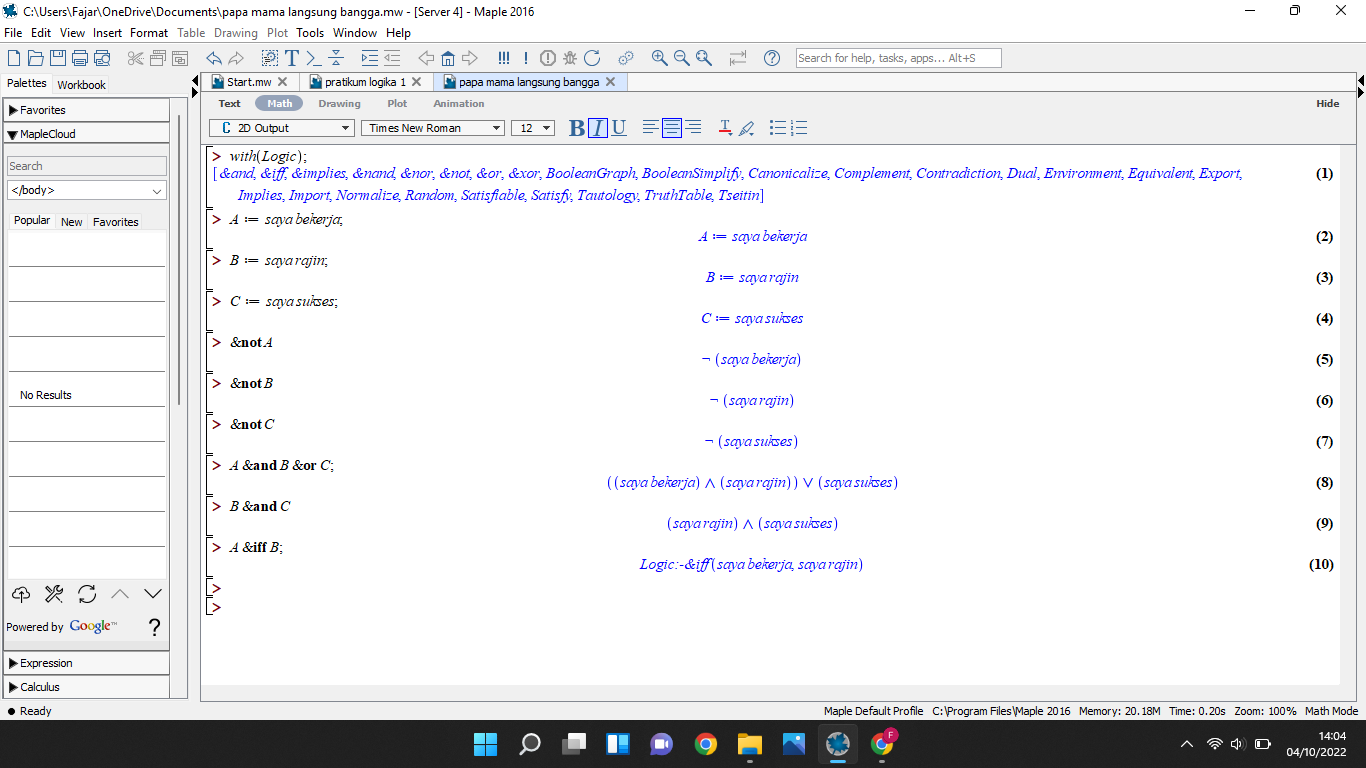 C:\Users\Fajar\OneDrive\Documents\papa mama langsung bangga.mw - [Server 4] - Maple 2016
File Edit View Insert Format Table Drawing Plot Tools Window Help
Search for help, tasks, apps... Alt+S
Palettes Workbook
Start.mw pratikum logika 1 papa mama langsung bangga
Favorites
MapleCloud
Search
</body>
Popular New Favorites
No Results
Powered by Google™ ?
Expression
Calculus
Text Math Drawing Plot Animation Hide
C 2D Output Times New Roman 12 B I U
> with(Logic);
[&and, &iff, &implies, &nand, &nor, &not, &or, &xor, BooleanGraph, BooleanSimplify, Canonicalize, Complement, Contradiction, Dual, Environment, Equivalent, Export, (1)
Implies, Import, Normalize, Random, Satisfiable, Satisfy, Tautology, TruthTable, Tseitin]
> A := saya bekerja;
A := saya bekerja (2)
> B := saya rajin;
B := saya rajin (3)
> C := saya sukses;
C := saya sukses (4)
> &not A
¬ (saya bekerja) (5)
> &not B
¬ (saya rajin) (6)
> &not C
¬ (saya sukses) (7)
> A &and B &or C;
((saya bekerja) ∧ (saya rajin)) ∨ (saya sukses) (8)
> B &and C
(saya rajin) ∧ (saya sukses) (9)
> A &iff B;
Logic:-&iff(saya bekerja, saya rajin) (10)
>
>
Ready Maple Default Profile C:\Program Files\Maple 2016 Memory: 20.18M Time: 0.20s Zoom: 100% Math Mode
F
14:04
04/10/2022